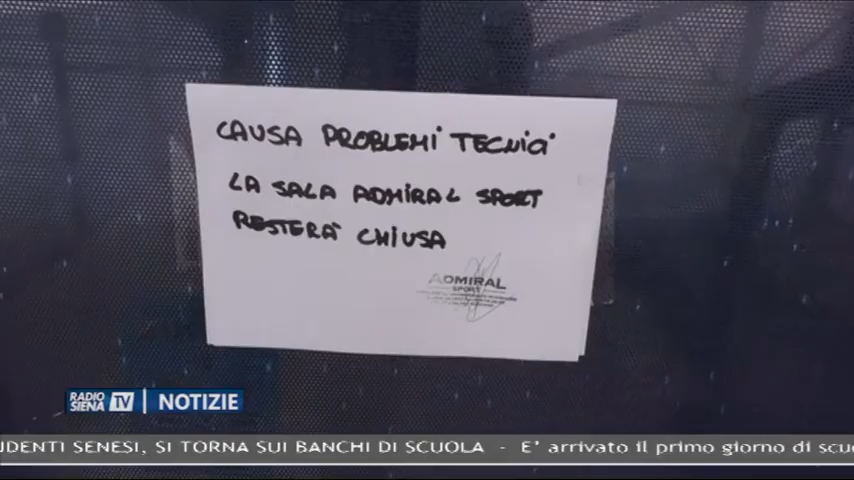 CAUSA PROBLEMI TECNICI
LA SALA ADMIRAL SPORT
RESTERÀ CHIUSA
ADMIRAL
SPORT
RADIO SIENA TV NOTIZIE
UDENTI SENESI, SI TORNA SUI BANCHI DI SCUOLA - E' arrivato il primo giorno di scu